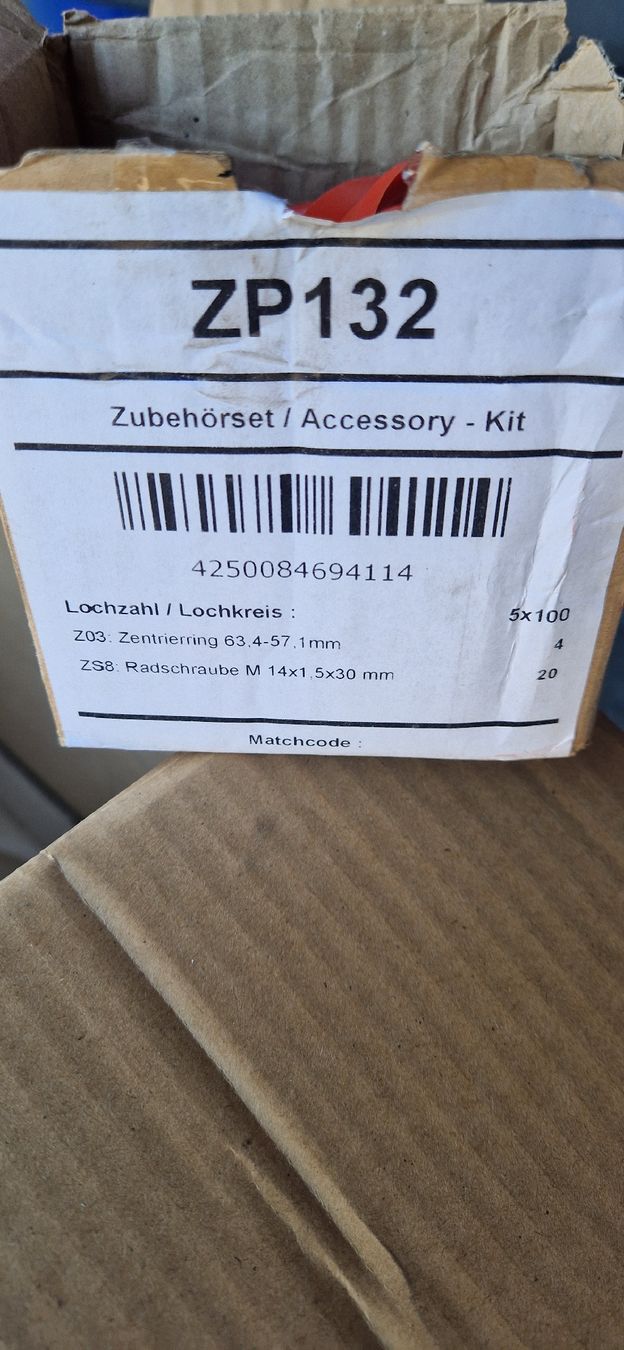 ZP132
Zubehörset / Accessory - Kit
4250084694114
Lochzahl / Lochkreis : 5x100
Z03: Zentrierring 63,4-57,1mm 4
ZS8: Radschraube M 14x1,5x30 mm 20
Matchcode :